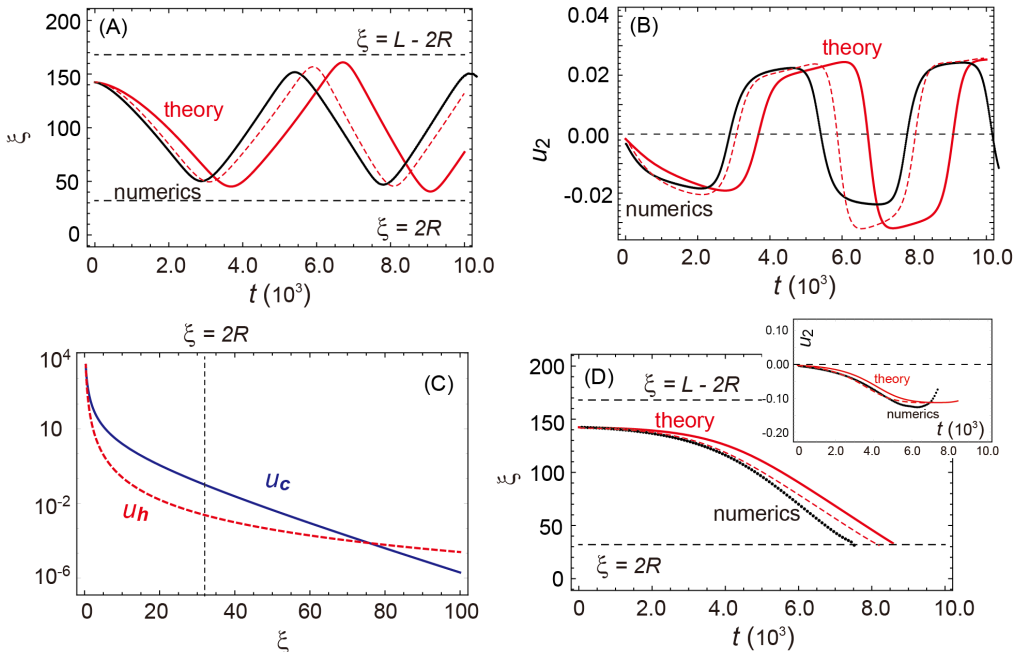 (A)
ξ = L - 2R
theory
numerics
ξ = 2R
ξ
200
150
100
50
0
0
2.0
4.0
6.0
8.0
10.0
t (10³)
(B)
theory
numerics
u₂
0.04
0.02
0.00
-0.02
0
2.0
4.0
6.0
8.0
10.0
t (10³)
ξ = 2R
(C)
u_c
u_h
10⁴
10
10⁻²
10⁻⁶
0
20
40
60
80
100
ξ
(D)
ξ = L - 2R
theory
numerics
ξ = 2R
ξ
200
150
100
50
0
0.0
2.0
4.0
6.0
8.0
10.0
t (10³)
u₂
0.10
0.00
-0.10
-0.20
theory
numerics
t (10³)
0.0
2.0
4.0
6.0
8.0
10.0